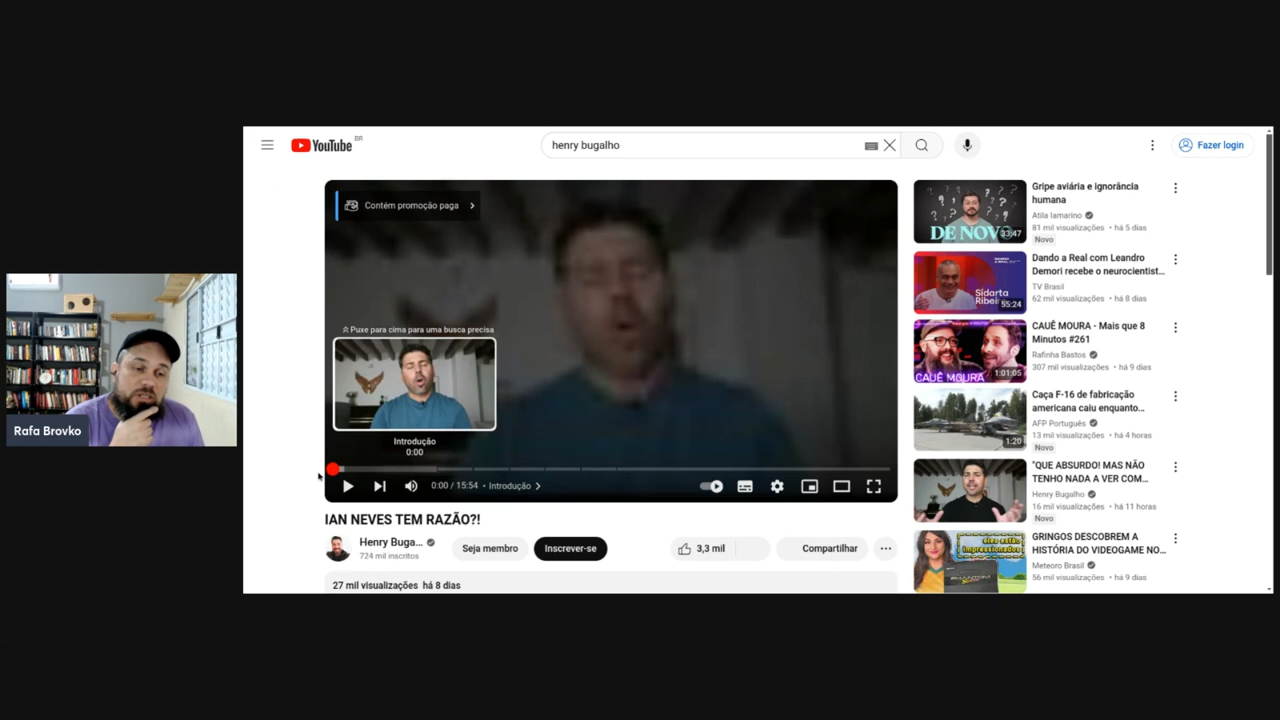 YouTube BR
henry bugalho
Fazer login
Contém promoção paga
Puxe para cima para uma busca precisa
Introdução
0:00
0:00 / 15:54 • Introdução
IAN NEVES TEM RAZÃO?!
Henry Buga...
724 mil inscritos
Seja membro
Inscrever-se
3,3 mil
Compartilhar
27 mil visualizações há 8 dias
Rafa Brovko
DE NOVO
33:47
Gripe aviária e ignorância
humana
Atila Iamarino
81 mil visualizações • há 5 dias
Novo
Sidarta
Ribeiro
55:24
Dando a Real com Leandro
Demori recebe o neurocientist...
TV Brasil
62 mil visualizações • há 8 dias
CAUÊ MOURA
1:01:05
CAUÊ MOURA - Mais que 8
Minutos #261
Rafinha Bastos
307 mil visualizações • há 9 dias
1:20
Caça F-16 de fabricação
americana caiu enquanto...
AFP Português
13 mil visualizações • há 4 horas
Novo
"QUE ABSURDO! MAS NÃO
TENHO NADA A VER COM...
Henry Bugalho
16 mil visualizações • há 11 horas
Novo
eles estão
impressionados
PHANTOM
GRINGOS DESCOBREM A
HISTÓRIA DO VIDEOGAME NO...
Meteoro Brasil
56 mil visualizações • há 9 dias